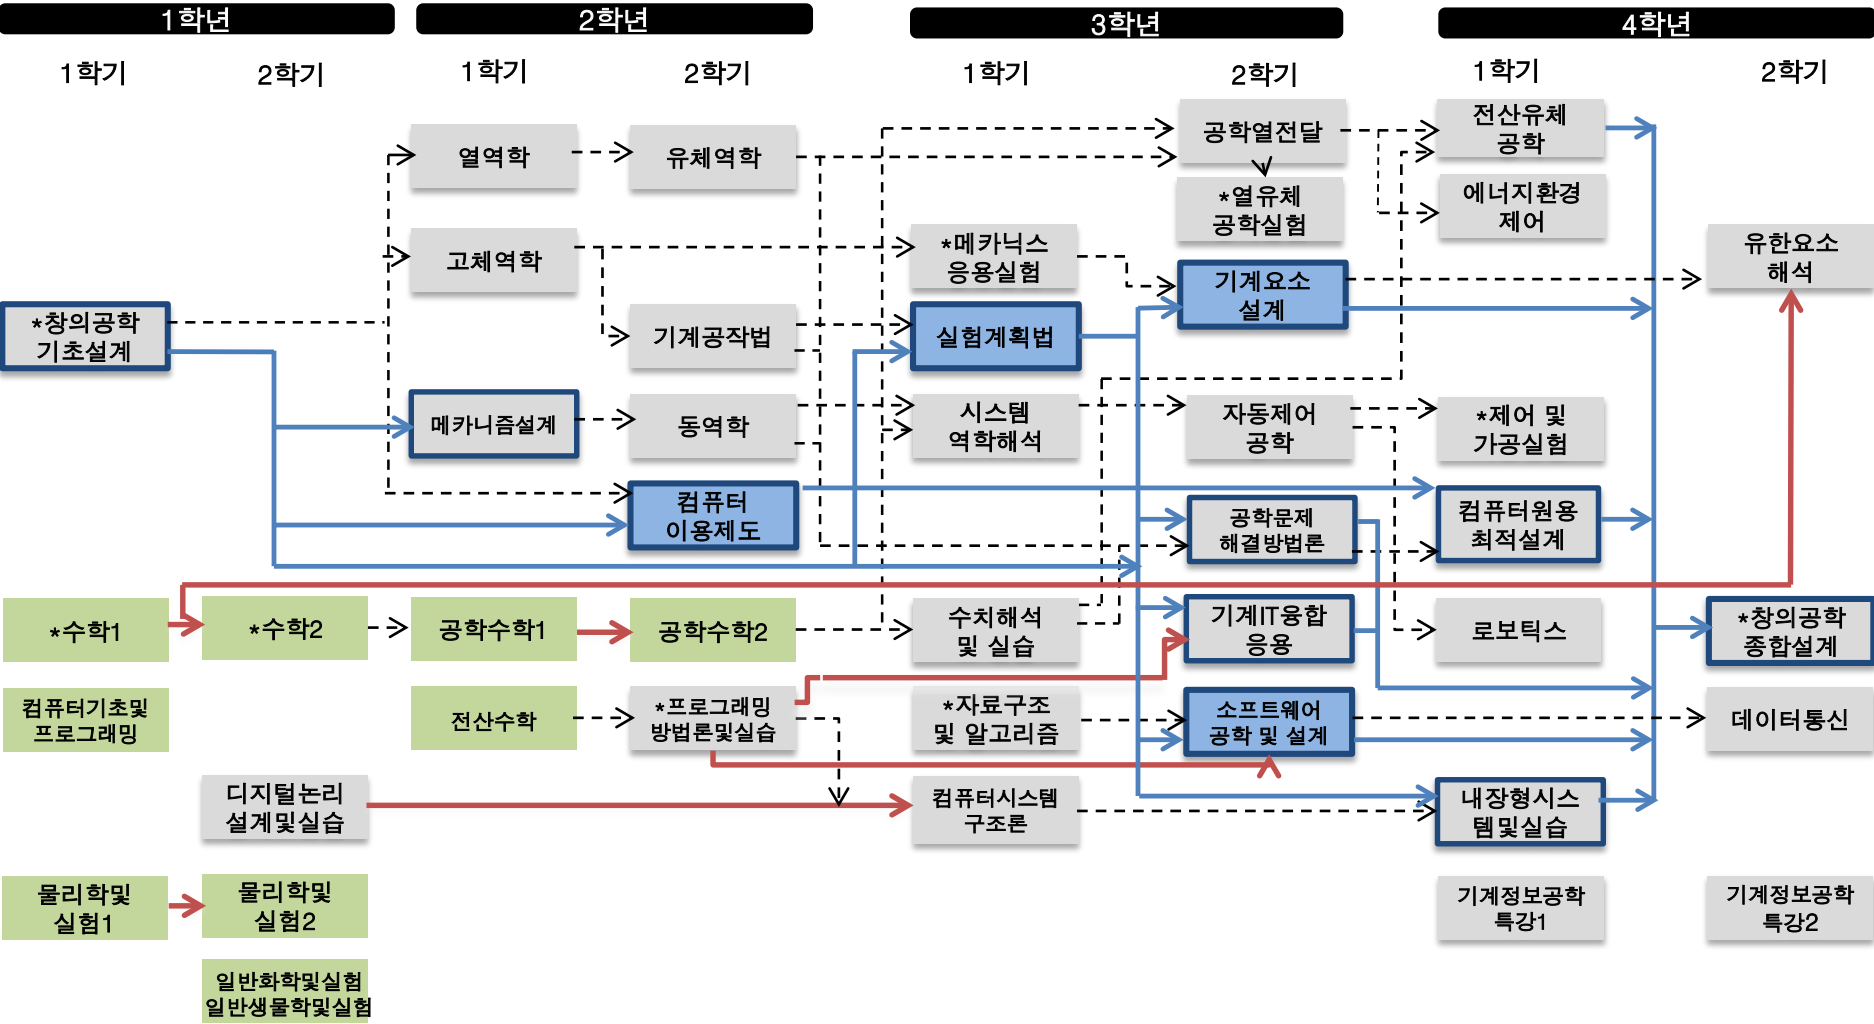 1학년
2학년
3학년
4학년
1학기
2학기
1학기
2학기
1학기
2학기
1학기
2학기
열역학
유체역학
공학열전달
전산유체
공학
*열유체
공학실험
에너지환경
제어
고체역학
*메카닉스
응용실험
기계요소
설계
유한요소
해석
*창의공학
기초설계
기계공작법
실험계획법
메카니즘설계
동역학
시스템
역학해석
자동제어
공학
*제어 및
가공실험
컴퓨터
이용제도
공학문제
해결방법론
컴퓨터원용
최적설계
*수학1
*수학2
공학수학1
공학수학2
수치해석
및 실습
기계IT융합
응용
로보틱스
*창의공학
종합설계
컴퓨터기초및
프로그래밍
전산수학
*프로그래밍
방법론및실습
*자료구조
및 알고리즘
소프트웨어
공학 및 설계
데이터통신
디지털논리
설계및실습
컴퓨터시스템
구조론
내장형시스
템및실습
물리학및
실험1
물리학및
실험2
기계정보공학
특강1
기계정보공학
특강2
일반화학및실험
일반생물학및실험